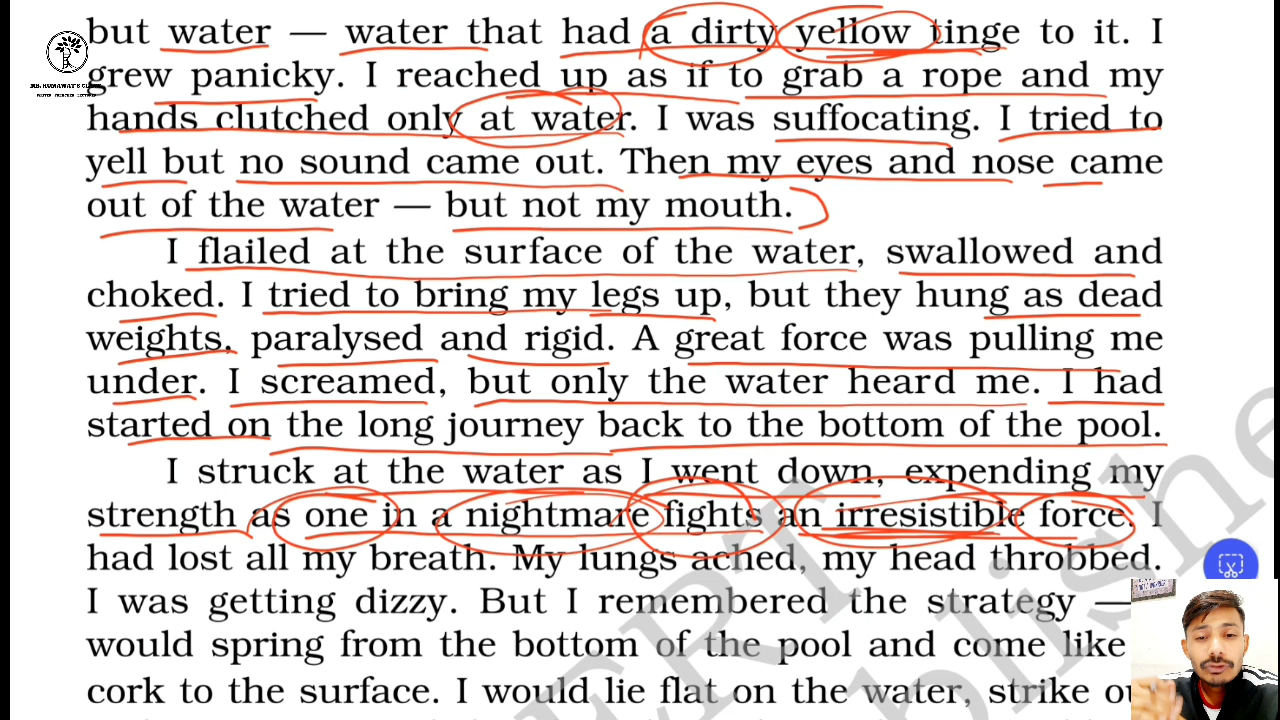 but water — water that had a dirty yellow tinge to it. I
grew panicky. I reached up as if to grab a rope and my
hands clutched only at water. I was suffocating. I tried to
yell but no sound came out. Then my eyes and nose came
out of the water — but not my mouth.
I flailed at the surface of the water, swallowed and
choked. I tried to bring my legs up, but they hung as dead
weights, paralysed and rigid. A great force was pulling me
under. I screamed, but only the water heard me. I had
started on the long journey back to the bottom of the pool.
I struck at the water as I went down, expending my
strength as one in a nightmare fights an irresistible force. I
had lost all my breath. My lungs ached, my head throbbed.
I was getting dizzy. But I remembered the strategy —
would spring from the bottom of the pool and come like
cork to the surface. I would lie flat on the water, strike